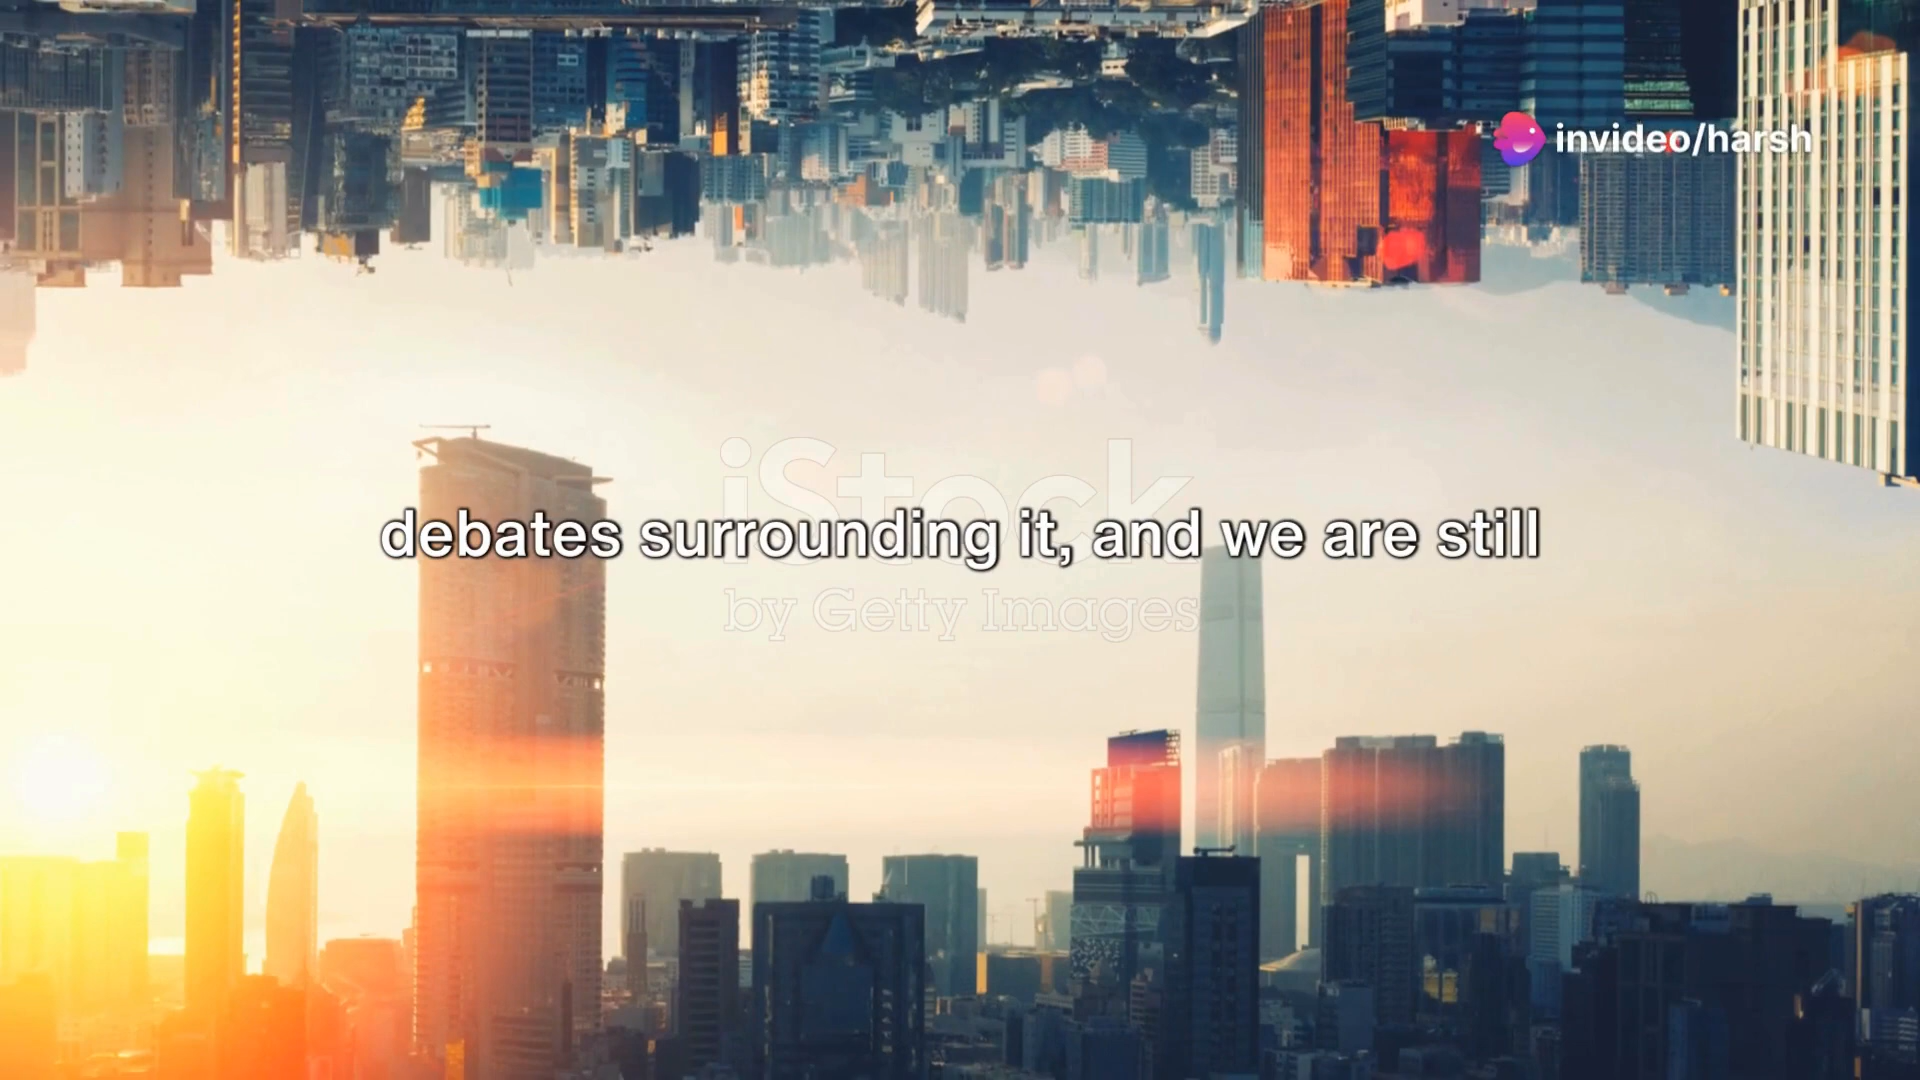 invideo/harsh
iStock
debates surrounding it, and we are still
by Getty Images